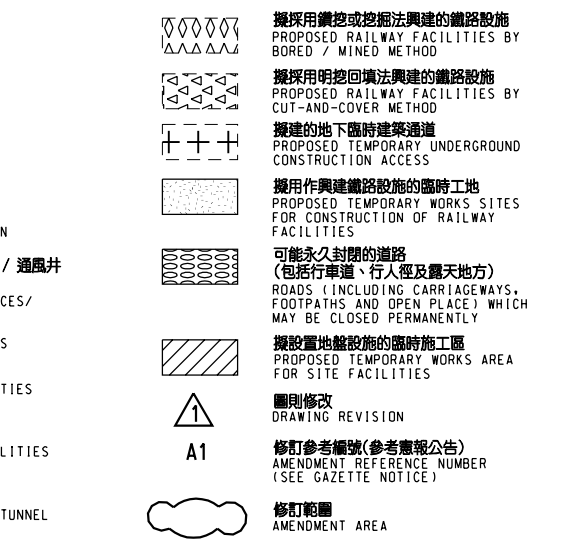 擬採用鑽挖或挖掘法興建的鐵路設施
PROPOSED RAILWAY FACILITIES BY
BORED / MINED METHOD
擬採用明挖回填法興建的鐵路設施
PROPOSED RAILWAY FACILITIES BY
CUT-AND-COVER METHOD
擬建的地下臨時建築通道
PROPOSED TEMPORARY UNDERGROUND
CONSTRUCTION ACCESS
擬用作興建鐵路設施的臨時工地
PROPOSED TEMPORARY WORKS SITES
FOR CONSTRUCTION OF RAILWAY
FACILITIES
N
/ 通風井
CES/
可能永久封閉的道路
(包括行車道、行人徑及露天地方)
ROADS (INCLUDING CARRIAGEWAYS,
FOOTPATHS AND OPEN PLACE) WHICH
MAY BE CLOSED PERMANENTLY
S
擬設置地盤設施的臨時施工區
PROPOSED TEMPORARY WORKS AREA
FOR SITE FACILITIES
TIES
1
圖則修改
DRAWING REVISION
LITIES
A1
修訂參考編號(參考憲報公告)
AMENDMENT REFERENCE NUMBER
(SEE GAZETTE NOTICE)
TUNNEL
修訂範圍
AMENDMENT AREA